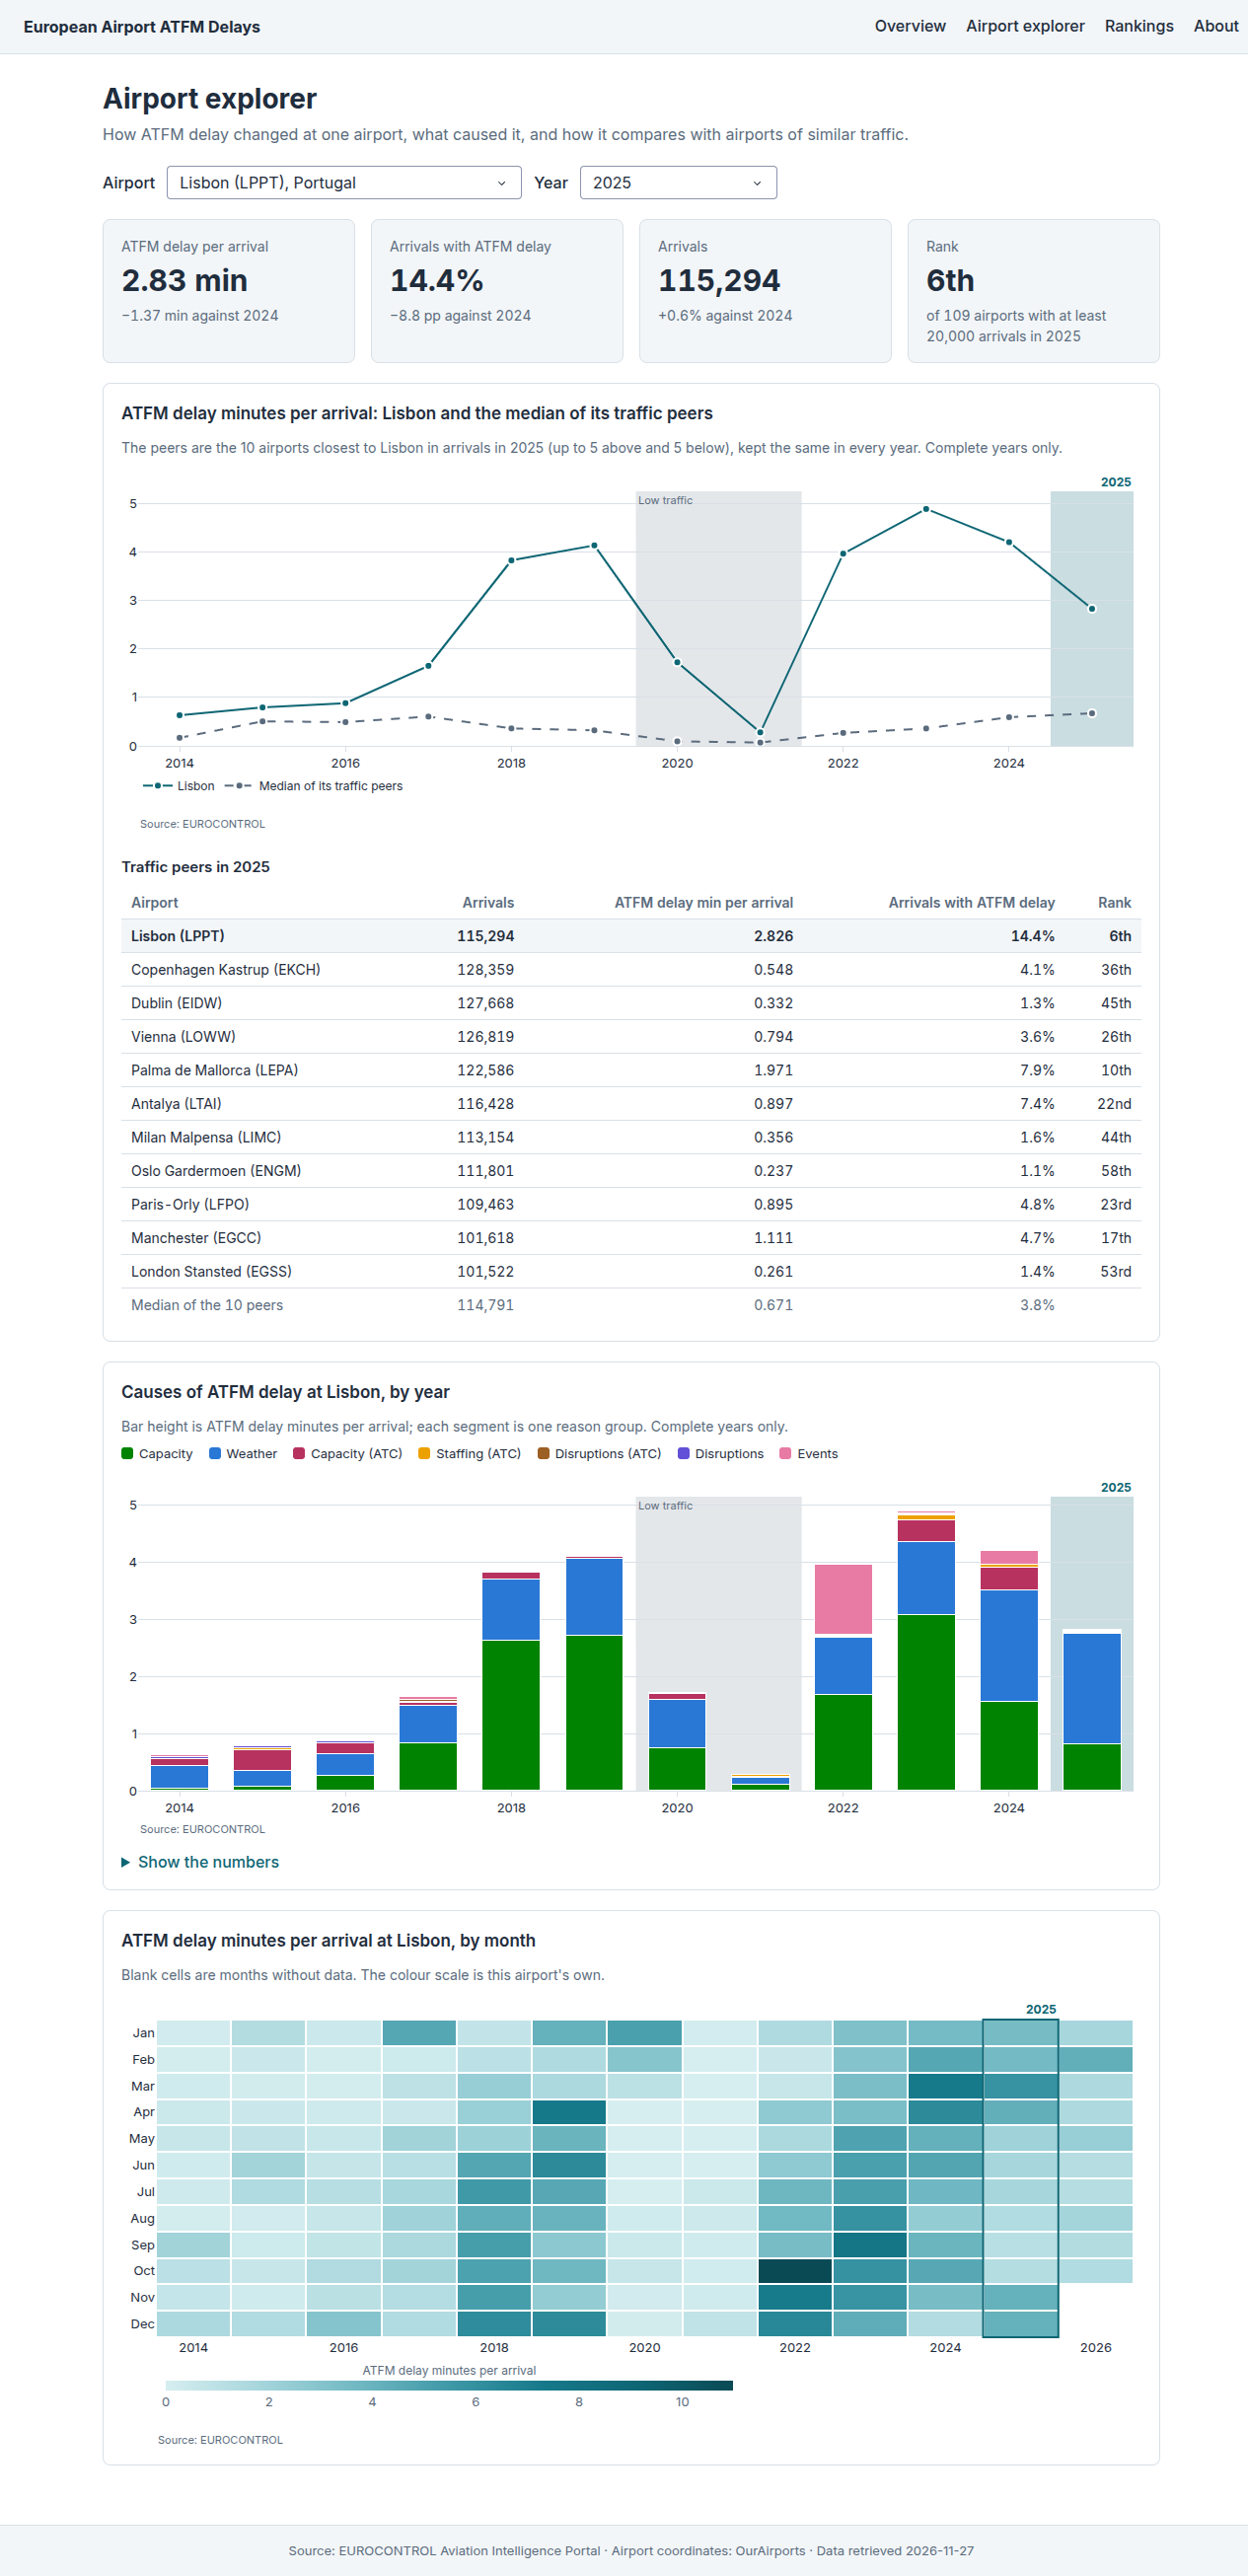 European Airport ATFM Delays
Overview Airport explorer Rankings About
Airport explorer
How ATFM delay changed at one airport, what caused it, and how it compares with airports of similar traffic.
Airport Lisbon (LPPT), Portugal Year 2025
ATFM delay per arrival
2.83 min
−1.37 min against 2024
Arrivals with ATFM delay
14.4%
−8.8 pp against 2024
Arrivals
115,294
+0.6% against 2024
Rank
6th
of 109 airports with at least
20,000 arrivals in 2025
ATFM delay minutes per arrival: Lisbon and the median of its traffic peers
The peers are the 10 airports closest to Lisbon in arrivals in 2025 (up to 5 above and 5 below), kept the same in every year. Complete years only.
2025
Low traffic
5
4
3
2
1
0
2014 2016 2018 2020 2022 2024
Lisbon Median of its traffic peers
Source: EUROCONTROL
Traffic peers in 2025
Airport Arrivals ATFM delay min per arrival Arrivals with ATFM delay Rank
Lisbon (LPPT) 115,294 2.826 14.4% 6th
Copenhagen Kastrup (EKCH) 128,359 0.548 4.1% 36th
Dublin (EIDW) 127,668 0.332 1.3% 45th
Vienna (LOWW) 126,819 0.794 3.6% 26th
Palma de Mallorca (LEPA) 122,586 1.971 7.9% 10th
Antalya (LTAI) 116,428 0.897 7.4% 22nd
Milan Malpensa (LIMC) 113,154 0.356 1.6% 44th
Oslo Gardermoen (ENGM) 111,801 0.237 1.1% 58th
Paris-Orly (LFPO) 109,463 0.895 4.8% 23rd
Manchester (EGCC) 101,618 1.111 4.7% 17th
London Stansted (EGSS) 101,522 0.261 1.4% 53rd
Median of the 10 peers 114,791 0.671 3.8%
Causes of ATFM delay at Lisbon, by year
Bar height is ATFM delay minutes per arrival; each segment is one reason group. Complete years only.
Capacity Weather Capacity (ATC) Staffing (ATC) Disruptions (ATC) Disruptions Events
2025
Low traffic
5
4
3
2
1
0
2014 2016 2018 2020 2022 2024
Source: EUROCONTROL
Show the numbers
ATFM delay minutes per arrival at Lisbon, by month
Blank cells are months without data. The colour scale is this airport's own.
2025
Jan
Feb
Mar
Apr
May
Jun
Jul
Aug
Sep
Oct
Nov
Dec
2014 2016 2018 2020 2022 2024 2026
ATFM delay minutes per arrival
0 2 4 6 8 10
Source: EUROCONTROL
Source: EUROCONTROL Aviation Intelligence Portal · Airport coordinates: OurAirports · Data retrieved 2026-11-27